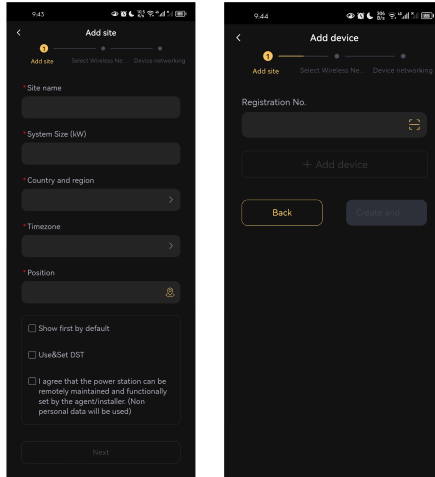 9:43
Add site
1
Add site
Select Wireless Ne...
Device networking
*Site name
*System Size (kW)
*Country and region
*Timezone
*Position
Show first by default
Use&Set DST
I agree that the power station can be
remotely maintained and functionally
set by the agent/installer. (Non
personal data will be used)
Next
9:44
Add device
1
Add site
Select Wireless Ne...
Device networking
Registration No.
+ Add device
Back
Create and...